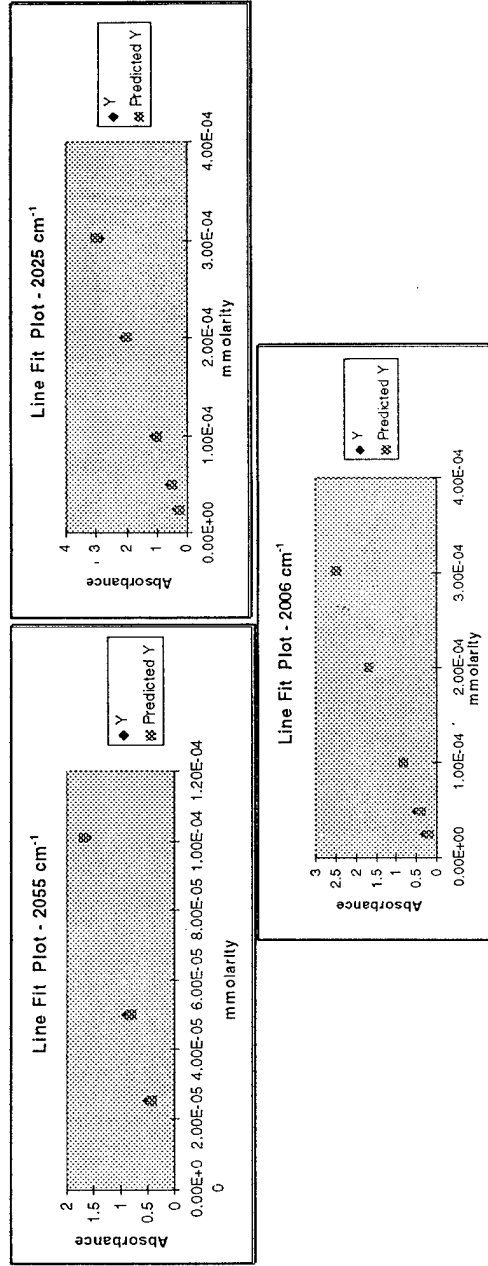 Line Fit Plot - 2055 cm-1
Absorbance
2
1.5
1
0.5
0
0.00E+0
0
2.00E-05
4.00E-05
6.00E-05
8.00E-05
1.00E-04
1.20E-04
mmolarity
Y
Predicted Y
Line Fit Plot - 2025 cm-1
Absorbance
4
3
2
1
0
0.00E+00
1.00E-04
2.00E-04
3.00E-04
4.00E-04
mmolarity
Y
Predicted Y
Line Fit Plot - 2006 cm-1
Absorbance
3
2.5
2
1.5
1
0.5
0
0.00E+00
1.00E-04
2.00E-04
3.00E-04
4.00E-04
mmolarity
Y
Predicted Y